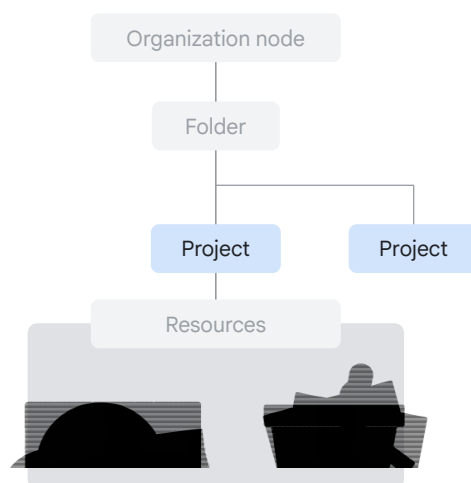 Organization node
Folder
Project
Project
Resources